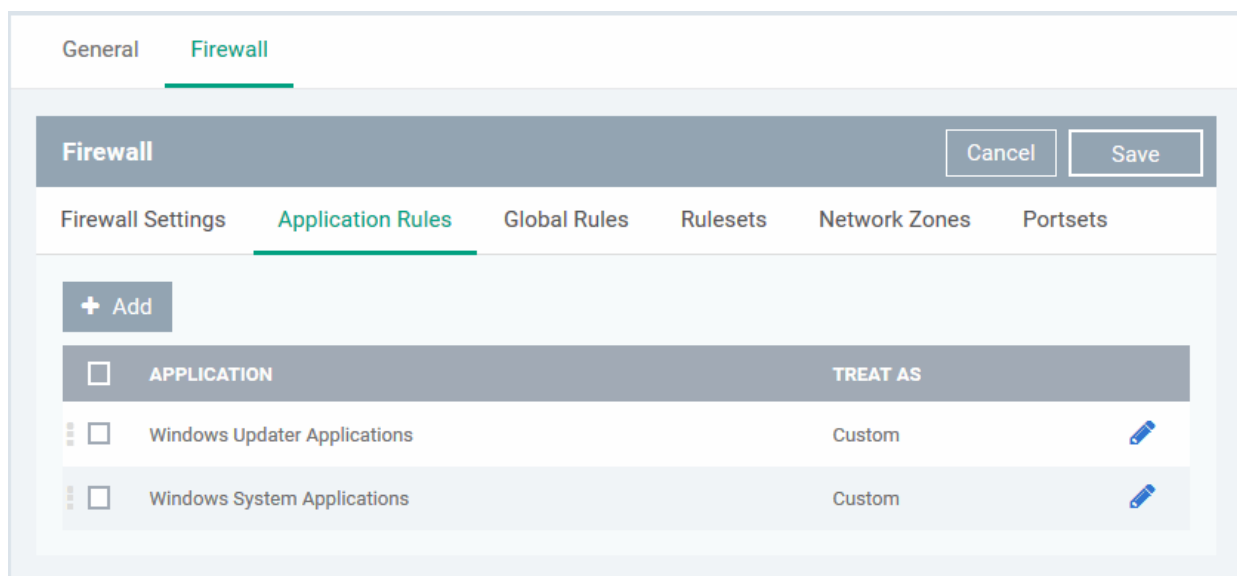 General Firewall
Firewall Cancel Save
Firewall Settings Application Rules Global Rules Rulesets Network Zones Portsets
Add
APPLICATION TREAT AS
Windows Updater Applications Custom
Windows System Applications Custom